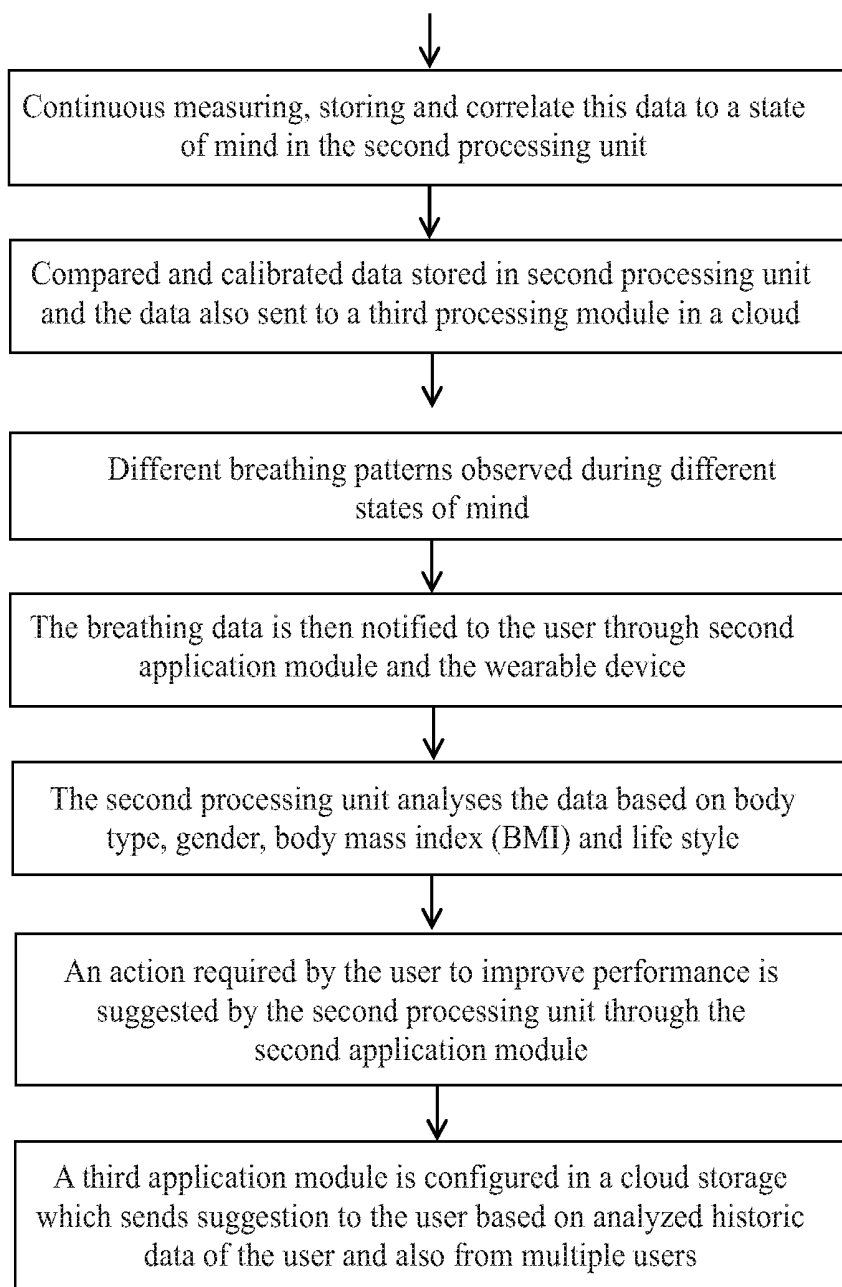 Continuous measuring, storing and correlate this data to a state
of mind in the second processing unit
Compared and calibrated data stored in second processing unit
and the data also sent to a third processing module in a cloud
Different breathing patterns observed during different
states of mind
The breathing data is then notified to the user through second
application module and the wearable device
The second processing unit analyses the data based on body
type, gender, body mass index (BMI) and life style
An action required by the user to improve performance is
suggested by the second processing unit through the
second application module
A third application module is configured in a cloud storage
which sends suggestion to the user based on analyzed historic
data of the user and also from multiple users